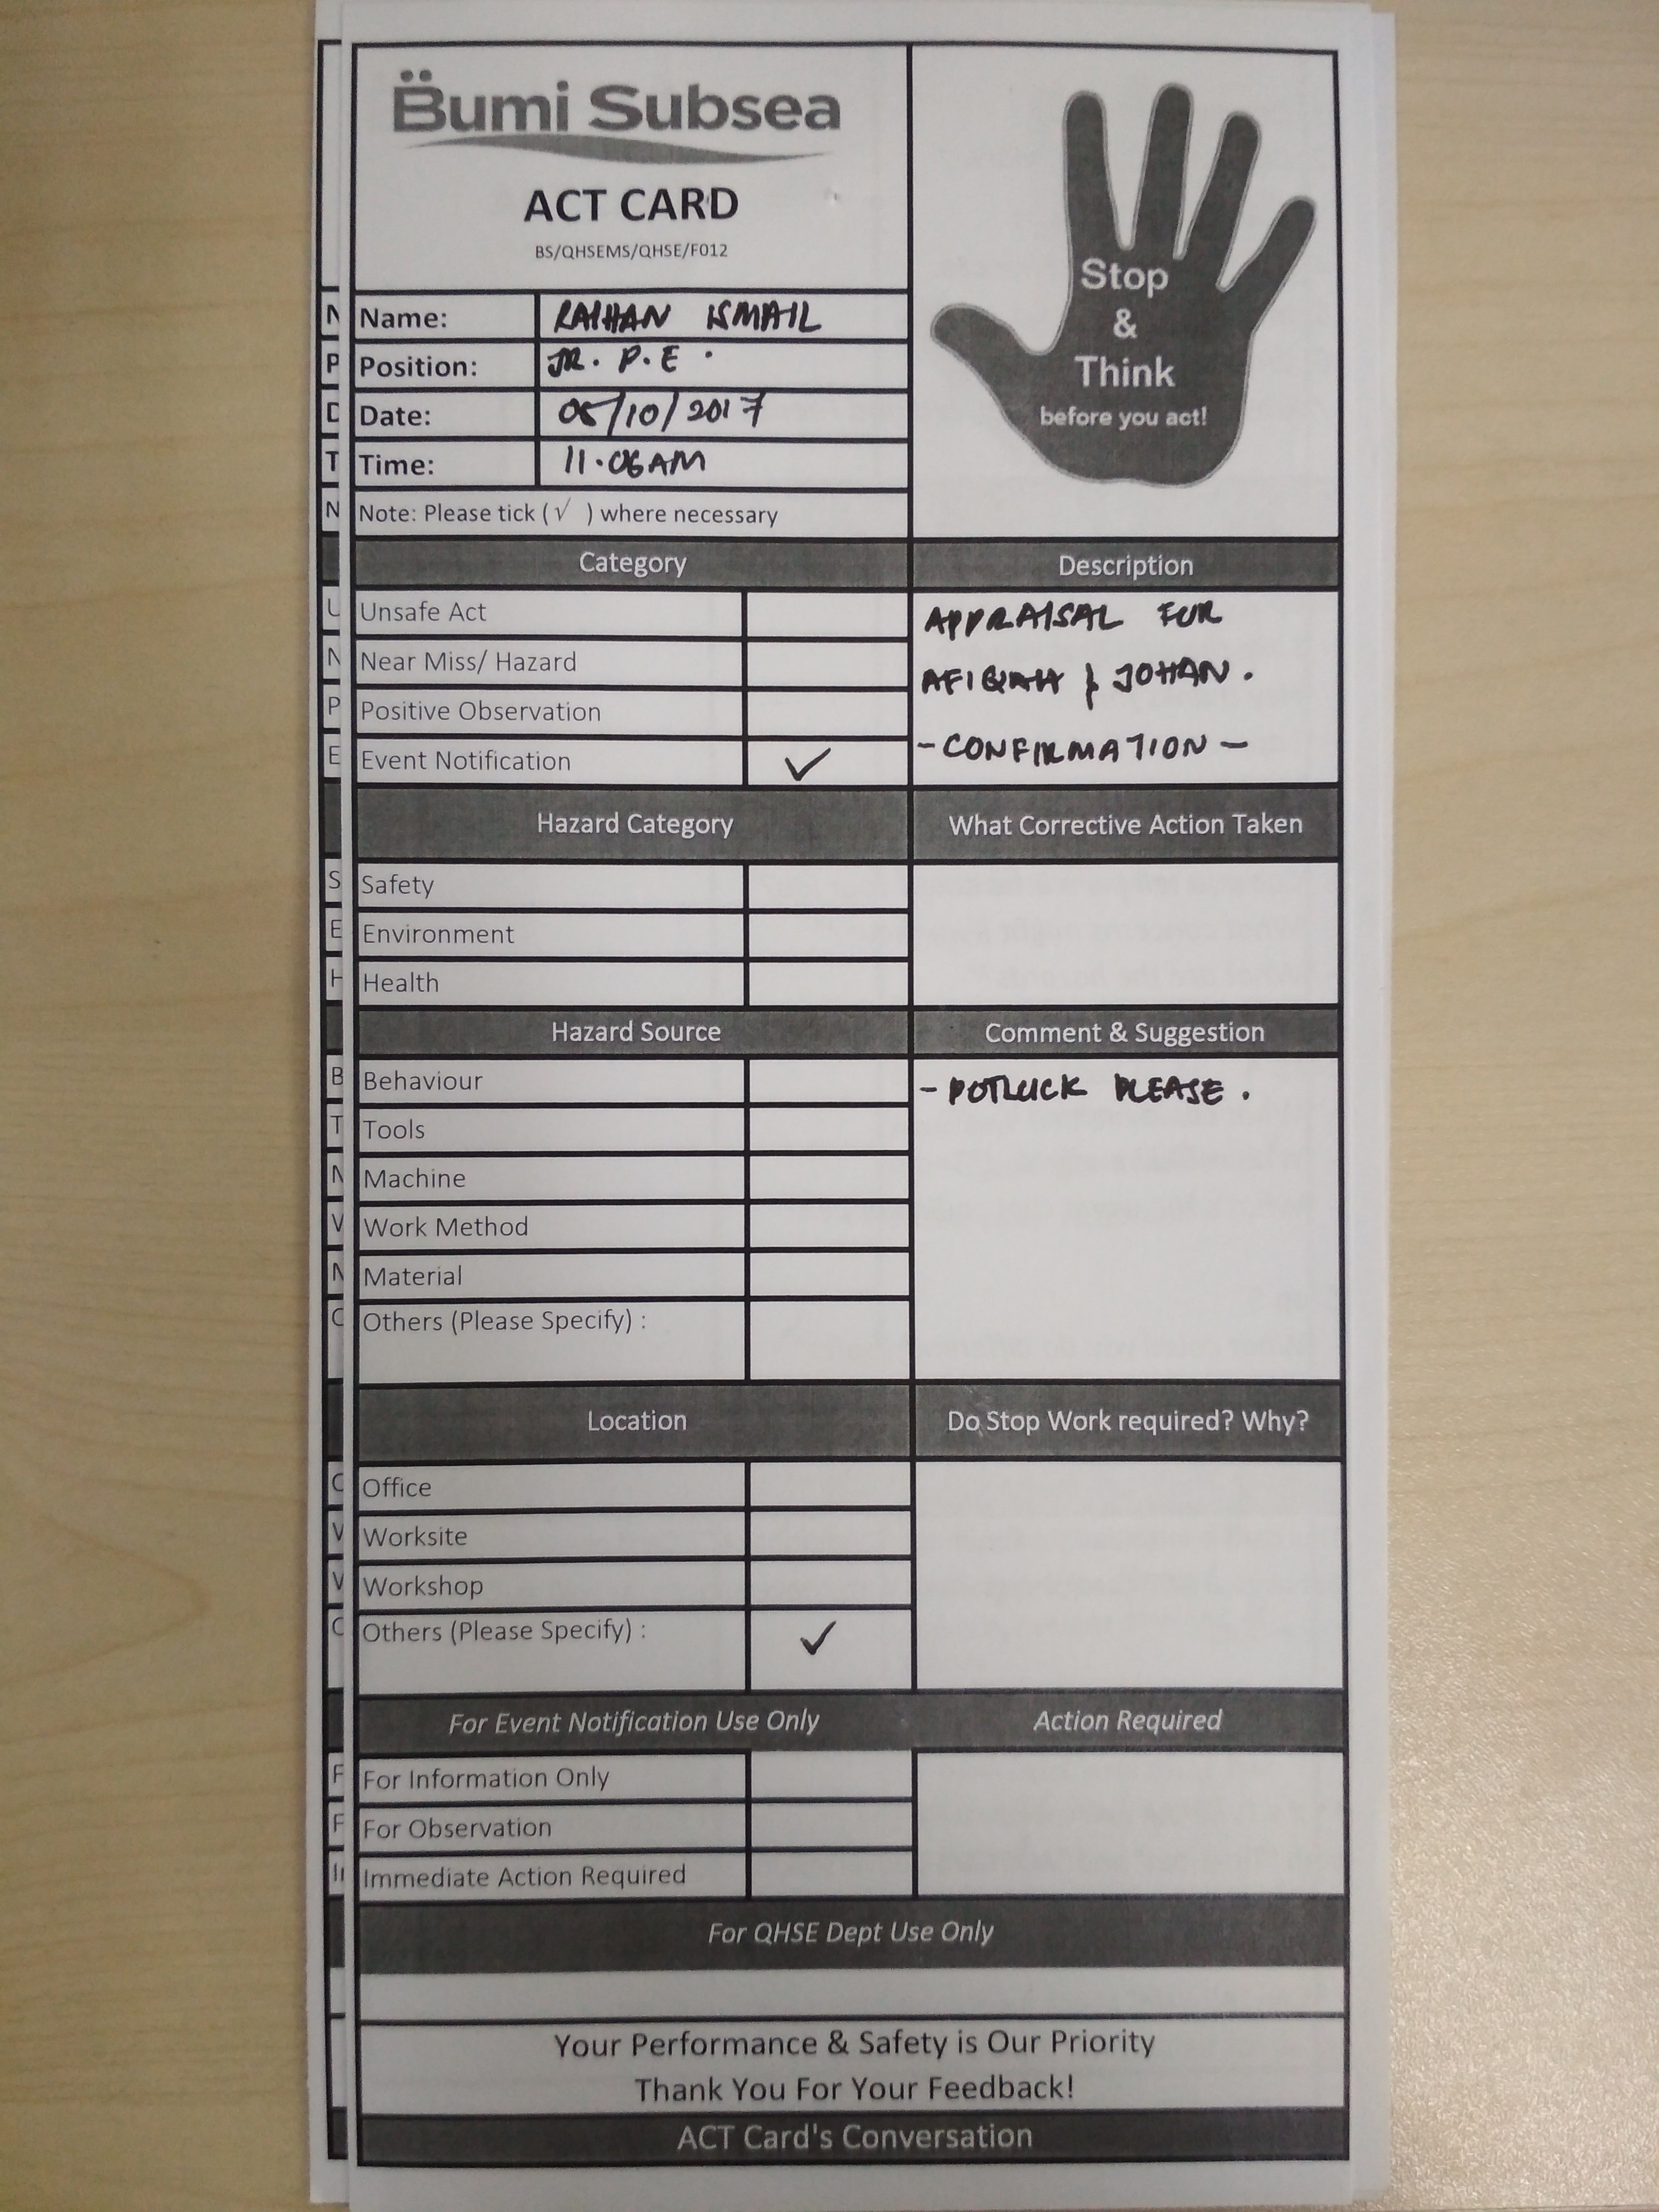 Bumi Subsea
ACT CARD
BS/QHSEMS/QHSE/F012
Stop
&
Think
before you act!
Name: RAIHAN ISMAIL
Position: JR. P.E.
Date: 05/10/2017
Time: 11.06AM
Note: Please tick (√ ) where necessary
Category Description
Unsafe Act
Near Miss/ Hazard
Positive Observation
Event Notification ✓
APPRAISAL FOR
AFIQAH & JOHAN.
- CONFIRMATION -
Hazard Category What Corrective Action Taken
Safety
Environment
Health
Hazard Source Comment & Suggestion
Behaviour - POTLUCK PLEASE.
Tools
Machine
Work Method
Material
Others (Please Specify) :
Location Do Stop Work required? Why?
Office
Worksite
Workshop
Others (Please Specify) : ✓
For Event Notification Use Only Action Required
For Information Only
For Observation
Immediate Action Required
For QHSE Dept Use Only
Your Performance & Safety is Our Priority
Thank You For Your Feedback!
ACT Card's Conversation